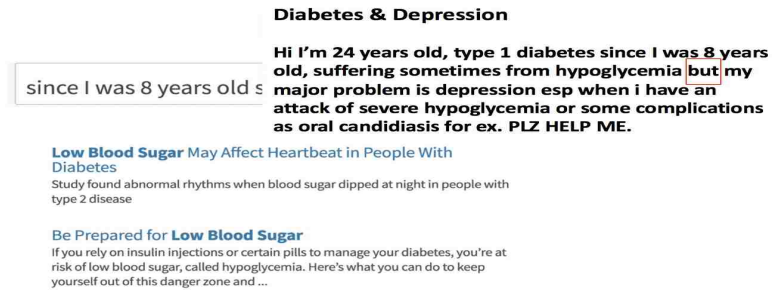 Diabetes & Depression
Hi I'm 24 years old, type 1 diabetes since I was 8 years
old, suffering sometimes from hypoglycemia but my
major problem is depression esp when i have an
attack of severe hypoglycemia or some complications
as oral candidiasis for ex. PLZ HELP ME.
since I was 8 years old s
Low Blood Sugar May Affect Heartbeat in People With
Diabetes
Study found abnormal rhythms when blood sugar dipped at night in people with
type 2 disease
Be Prepared for Low Blood Sugar
If you rely on insulin injections or certain pills to manage your diabetes, you're at
risk of low blood sugar, called hypoglycemia. Here's what you can do to keep
yourself out of this danger zone and ...